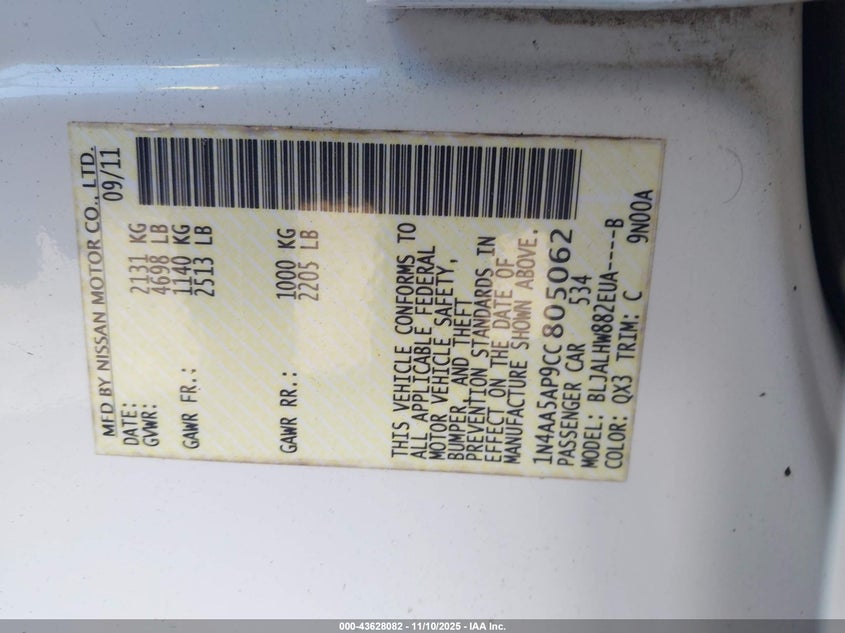 MFD BY NISSAN MOTOR CO., LTD.
DATE: 09/11
GVWR: 2131 KG
4698 LB
GAWR FR.: 1140 KG
2513 LB
GAWR RR.: 1000 KG
2205 LB
THIS VEHICLE CONFORMS TO
ALL APPLICABLE FEDERAL
MOTOR VEHICLE SAFETY,
BUMPER, AND THEFT
PREVENTION STANDARDS IN
EFFECT ON THE DATE OF
MANUFACTURE SHOWN ABOVE.
1N4AA5AP9CC805062
PASSENGER CAR 534
MODEL: BLJALHW882EUA-----B
COLOR: QX3 TRIM: C 9N00A
000-43628082 - 11/10/2025 - IAA Inc.